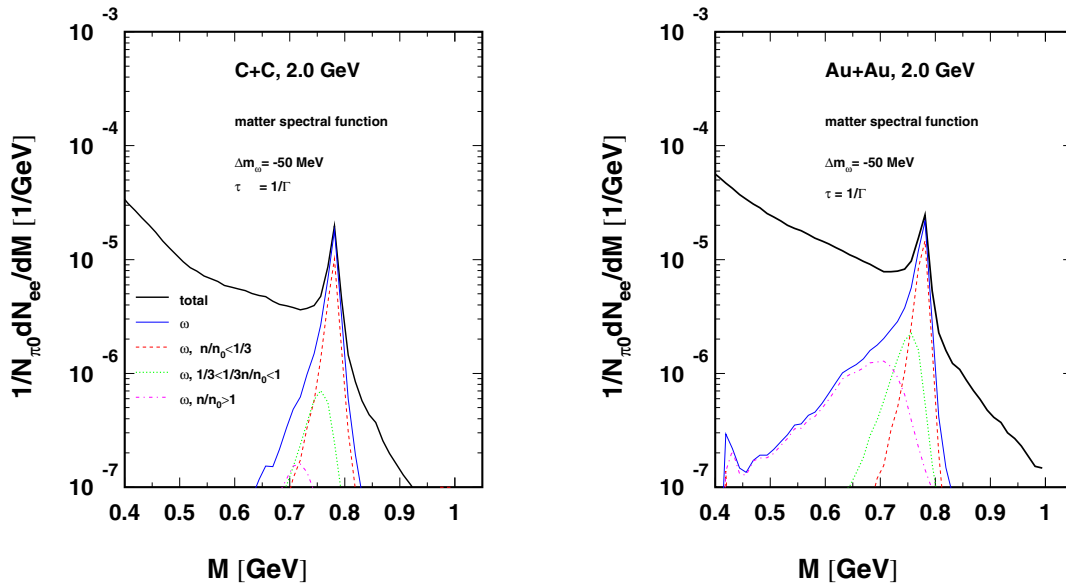 C+C, 2.0 GeV
matter spectral function
Δm_ω= -50 MeV
τ = 1/Γ
total
ω
ω, n/n₀<1/3
ω, 1/3<1/3n/n₀<1
ω, n/n₀>1
10⁻³
10⁻⁴
10⁻⁵
10⁻⁶
10⁻⁷
1/N_π0 dN_ee/dM [1/GeV]
0.4 0.5 0.6 0.7 0.8 0.9 1
M [GeV]
Au+Au, 2.0 GeV
matter spectral function
Δm_ω= -50 MeV
τ = 1/Γ
10⁻³
10⁻⁴
10⁻⁵
10⁻⁶
10⁻⁷
1/N_π0 dN_ee/dM [1/GeV]
0.4 0.5 0.6 0.7 0.8 0.9 1
M [GeV]